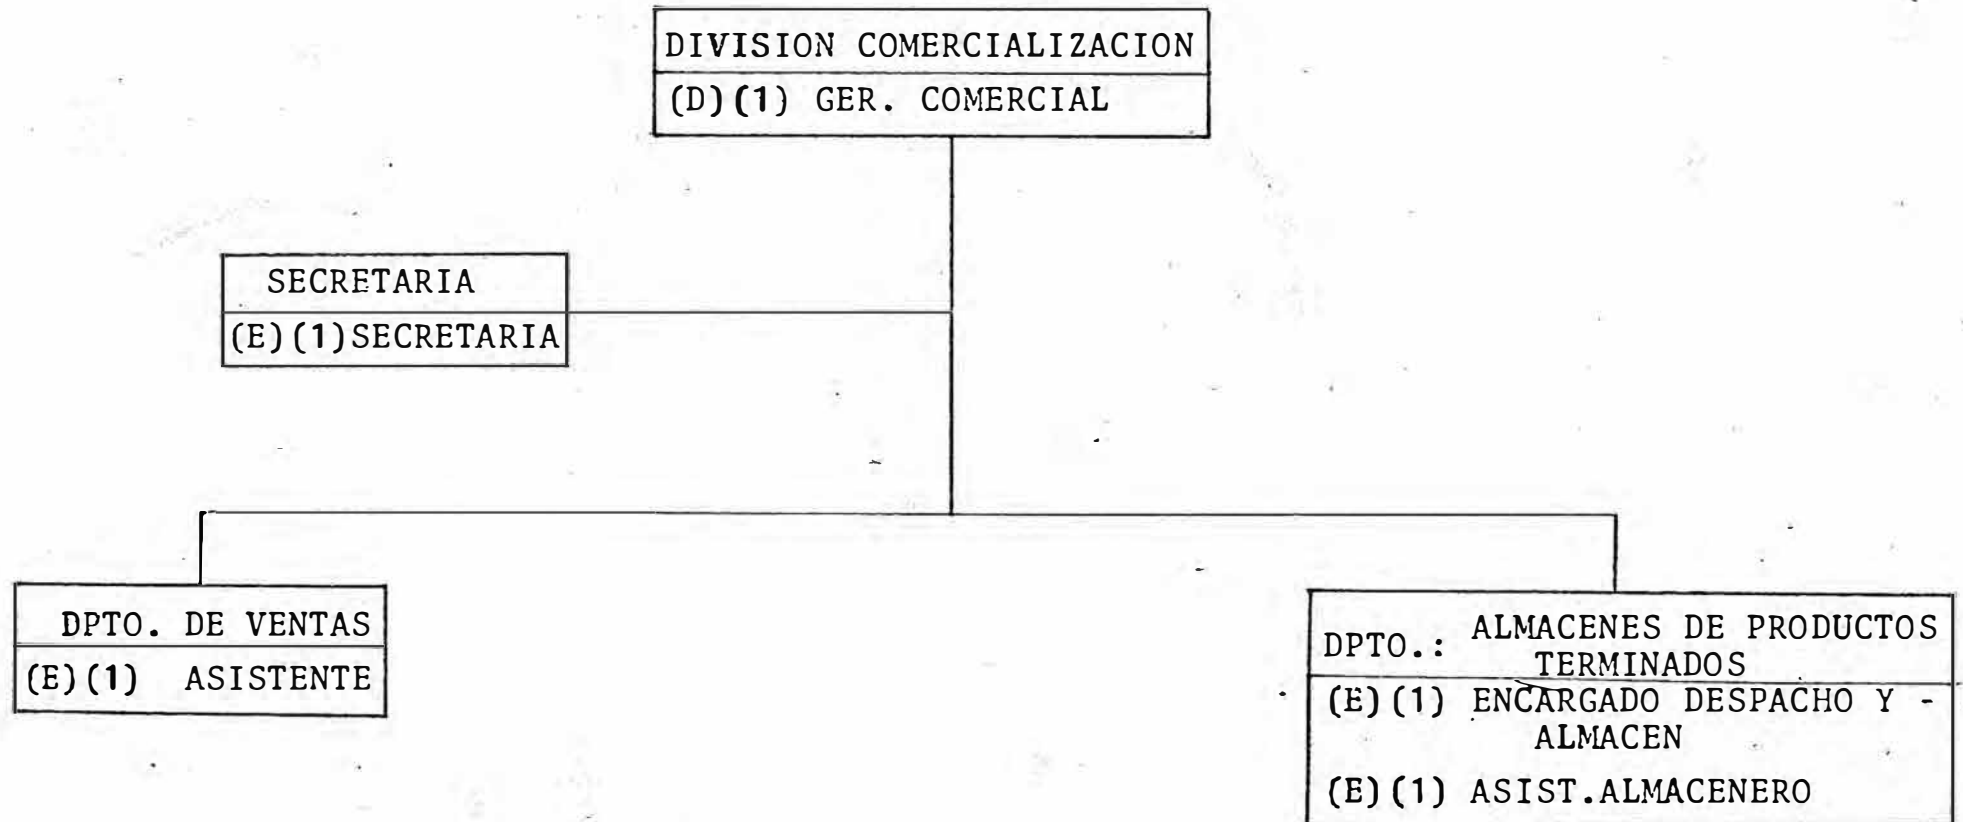 DIVISION COMERCIALIZACION
(D)(1) GER. COMERCIAL
SECRETARIA
(E)(1)SECRETARIA
DPTO. DE VENTAS
(E)(1) ASISTENTE
DPTO.: ALMACENES DE PRODUCTOS
TERMINADOS
(E)(1) ENCARGADO DESPACHO Y -
ALMACEN
(E)(1) ASIST.ALMACENERO